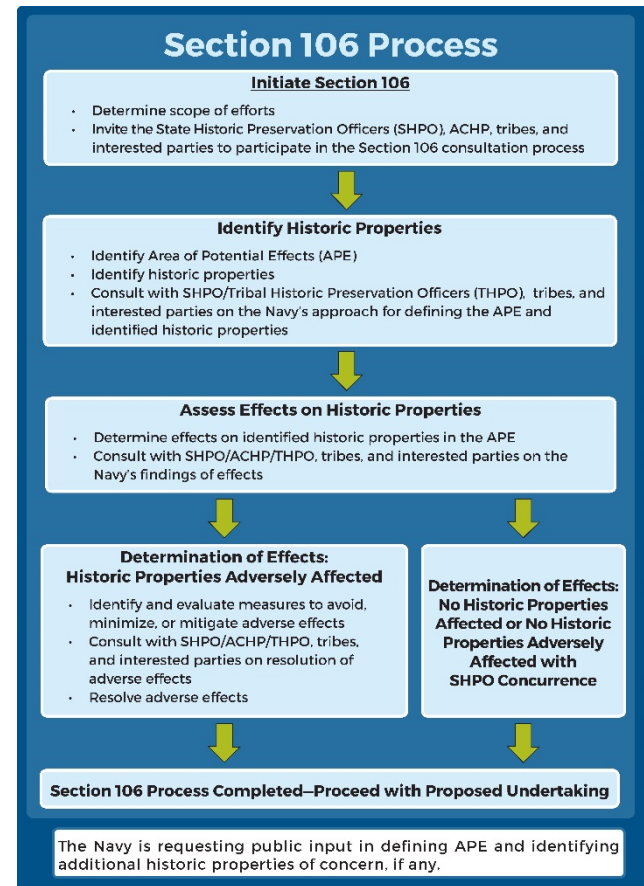 Section 106 Process
Initiate Section 106
• Determine scope of efforts
• Invite the State Historic Preservation Officers (SHPO), ACHP, tribes, and
interested parties to participate in the Section 106 consultation process
Identify Historic Properties
• Identify Area of Potential Effects (APE)
• Identify historic properties
• Consult with SHPO/Tribal Historic Preservation Officers (THPO), tribes, and
interested parties on the Navy's approach for defining the APE and
identified historic properties
Assess Effects on Historic Properties
• Determine effects on identified historic properties in the APE
• Consult with SHPO/ACHP/THPO, tribes, and interested parties on the
Navy's findings of effects
Determination of Effects:
Historic Properties Adversely Affected
• Identify and evaluate measures to avoid,
minimize, or mitigate adverse effects
• Consult with SHPO/ACHP/THPO, tribes,
and interested parties on resolution of
adverse effects
• Resolve adverse effects
Determination of Effects:
No Historic Properties
Affected or No Historic
Properties Adversely
Affected with
SHPO Concurrence
Section 106 Process Completed—Proceed with Proposed Undertaking
The Navy is requesting public input in defining APE and identifying
additional historic properties of concern, if any.